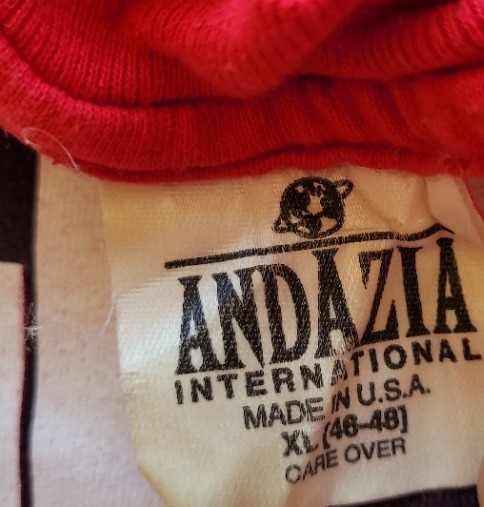 ANDAZIA
INTERNATIONAL
MADE IN U.S.A.
XL [46-48]
CARE OVER